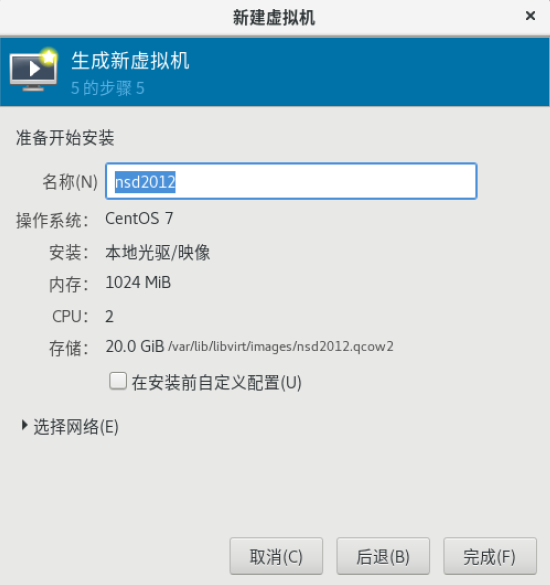 新建虚拟机 ×
生成新虚拟机
5 的步骤 5
准备开始安装
名称(N) nsd2012
操作系统： CentOS 7
安装： 本地光驱/映像
内存： 1024 MiB
CPU： 2
存储： 20.0 GiB /var/lib/libvirt/images/nsd2012.qcow2
在安装前自定义配置(U)
选择网络(E)
取消(C) 后退(B) 完成(F)